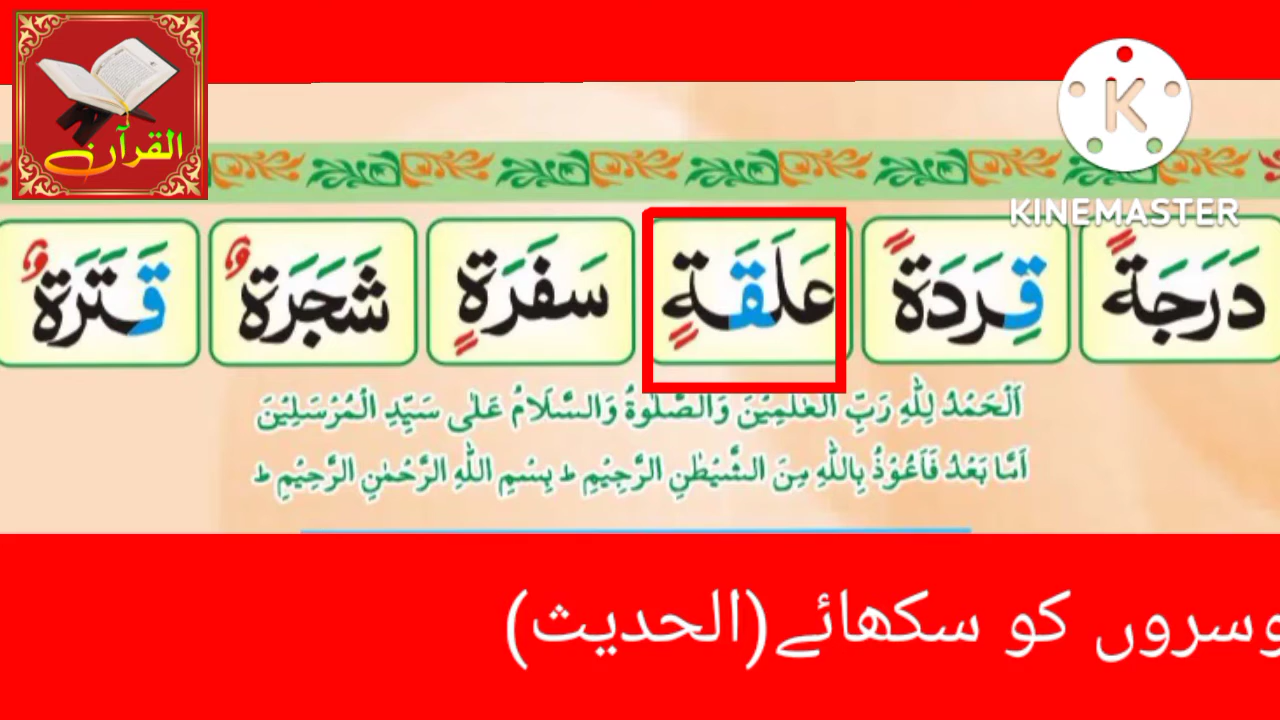 القرآن
KINEMASTER
دَرَجَةً قِرَدَةً عَلَقَةٍ سَفَرَةٍ شَجَرَةٌ قَتَرَةٌ
اَلْحَمْدُ لِلّٰهِ رَبِّ الْعٰلَمِيْنَ وَالصَّلٰوةُ وَالسَّلَامُ عَلٰى سَيِّدِ الْمُرْسَلِيْنَ
اَمَّا بَعْدُ فَاَعُوْذُ بِاللّٰهِ مِنَ الشَّيْطٰنِ الرَّجِيْمِ ط بِسْمِ اللّٰهِ الرَّحْمٰنِ الرَّحِيْمِ ط
وسروں کو سکھائے(الحدیث)